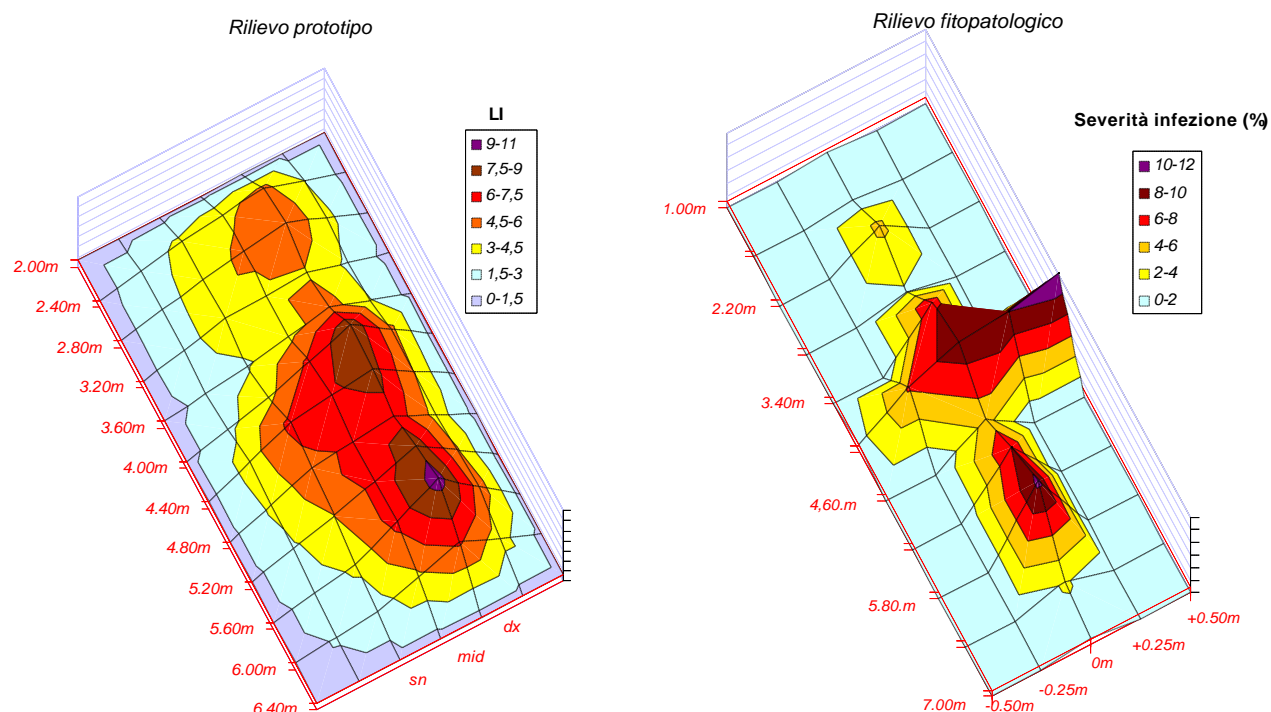 Rilievo prototipo
LI
9-11
7,5-9
6-7,5
4,5-6
3-4,5
1,5-3
0-1,5
2.00m
2.40m
2.80m
3.20m
3.60m
4.00m
4.40m
4.80m
5.20m
5.60m
6.00m
6.40m
sn
mid
dx
Rilievo fitopatologico
Severità infezione (%)
10-12
8-10
6-8
4-6
2-4
0-2
1.00m
2.20m
3.40m
4,60.m
5.80.m
7.00m
-0.50m
-0.25m
0m
+0.25m
+0.50m